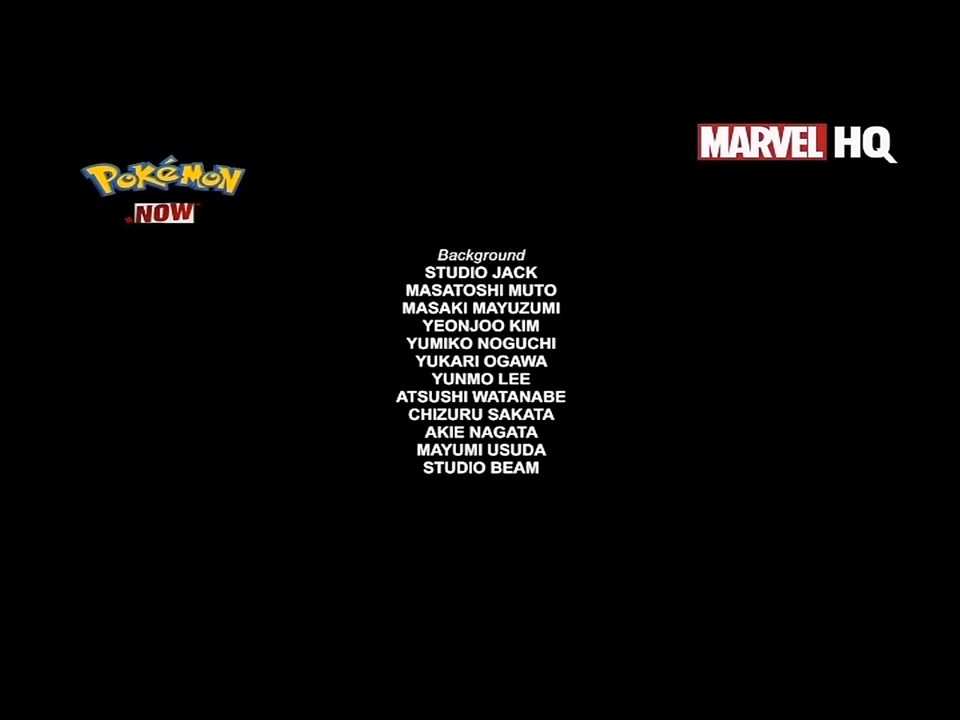 MARVEL HQ
POKéMON
NOW
Background
STUDIO JACK
MASATOSHI MUTO
MASAKI MAYUZUMI
YEONJOO KIM
YUMIKO NOGUCHI
YUKARI OGAWA
YUNMO LEE
ATSUSHI WATANABE
CHIZURU SAKATA
AKIE NAGATA
MAYUMI USUDA
STUDIO BEAM